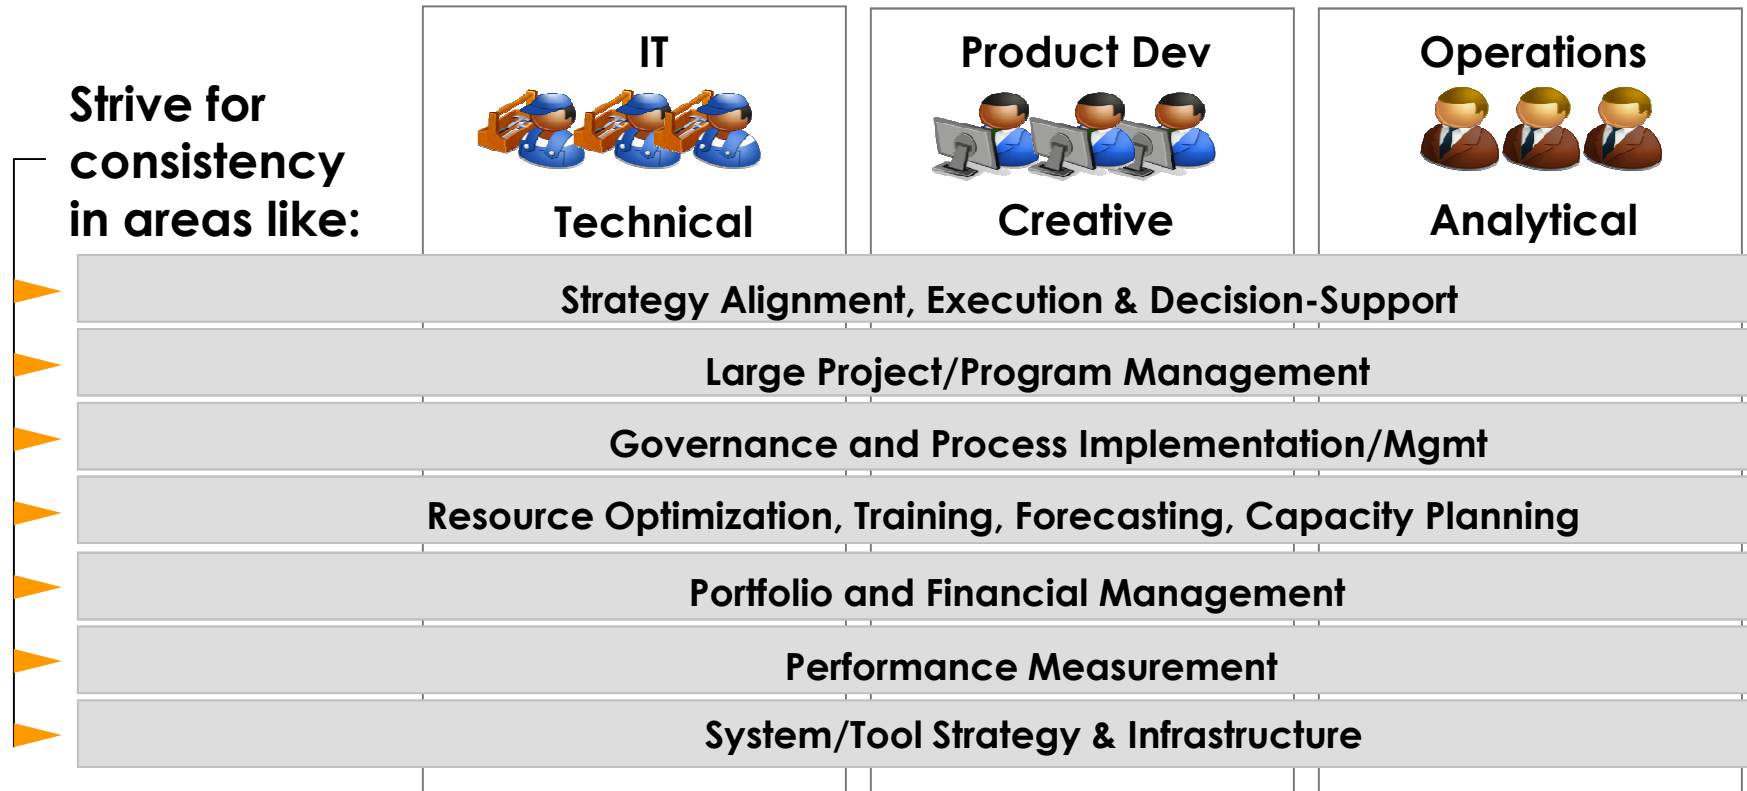 Strive for
consistency
in areas like:
IT
Technical
Product Dev
Creative
Operations
Analytical
Strategy Alignment, Execution & Decision-Support
Large Project/Program Management
Governance and Process Implementation/Mgmt
Resource Optimization, Training, Forecasting, Capacity Planning
Portfolio and Financial Management
Performance Measurement
System/Tool Strategy & Infrastructure